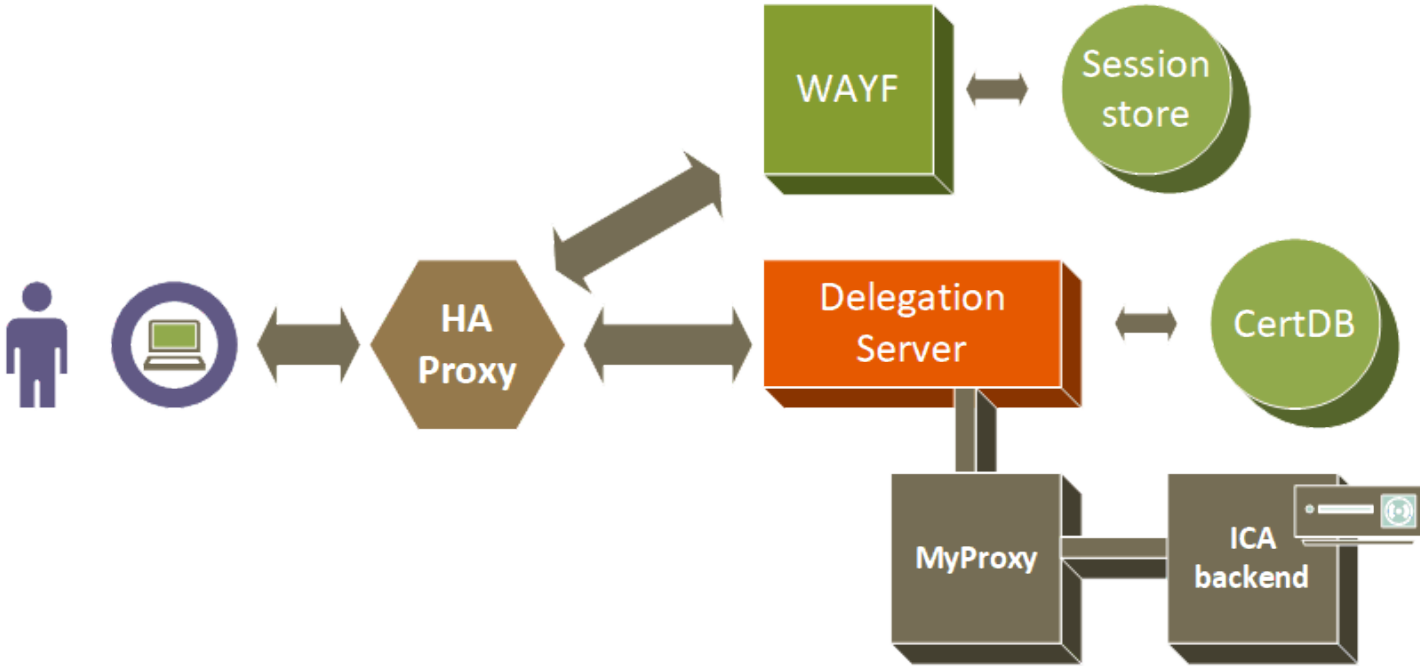 WAYF
Session
store
HA
Proxy
Delegation
Server
CertDB
MyProxy
ICA
backend